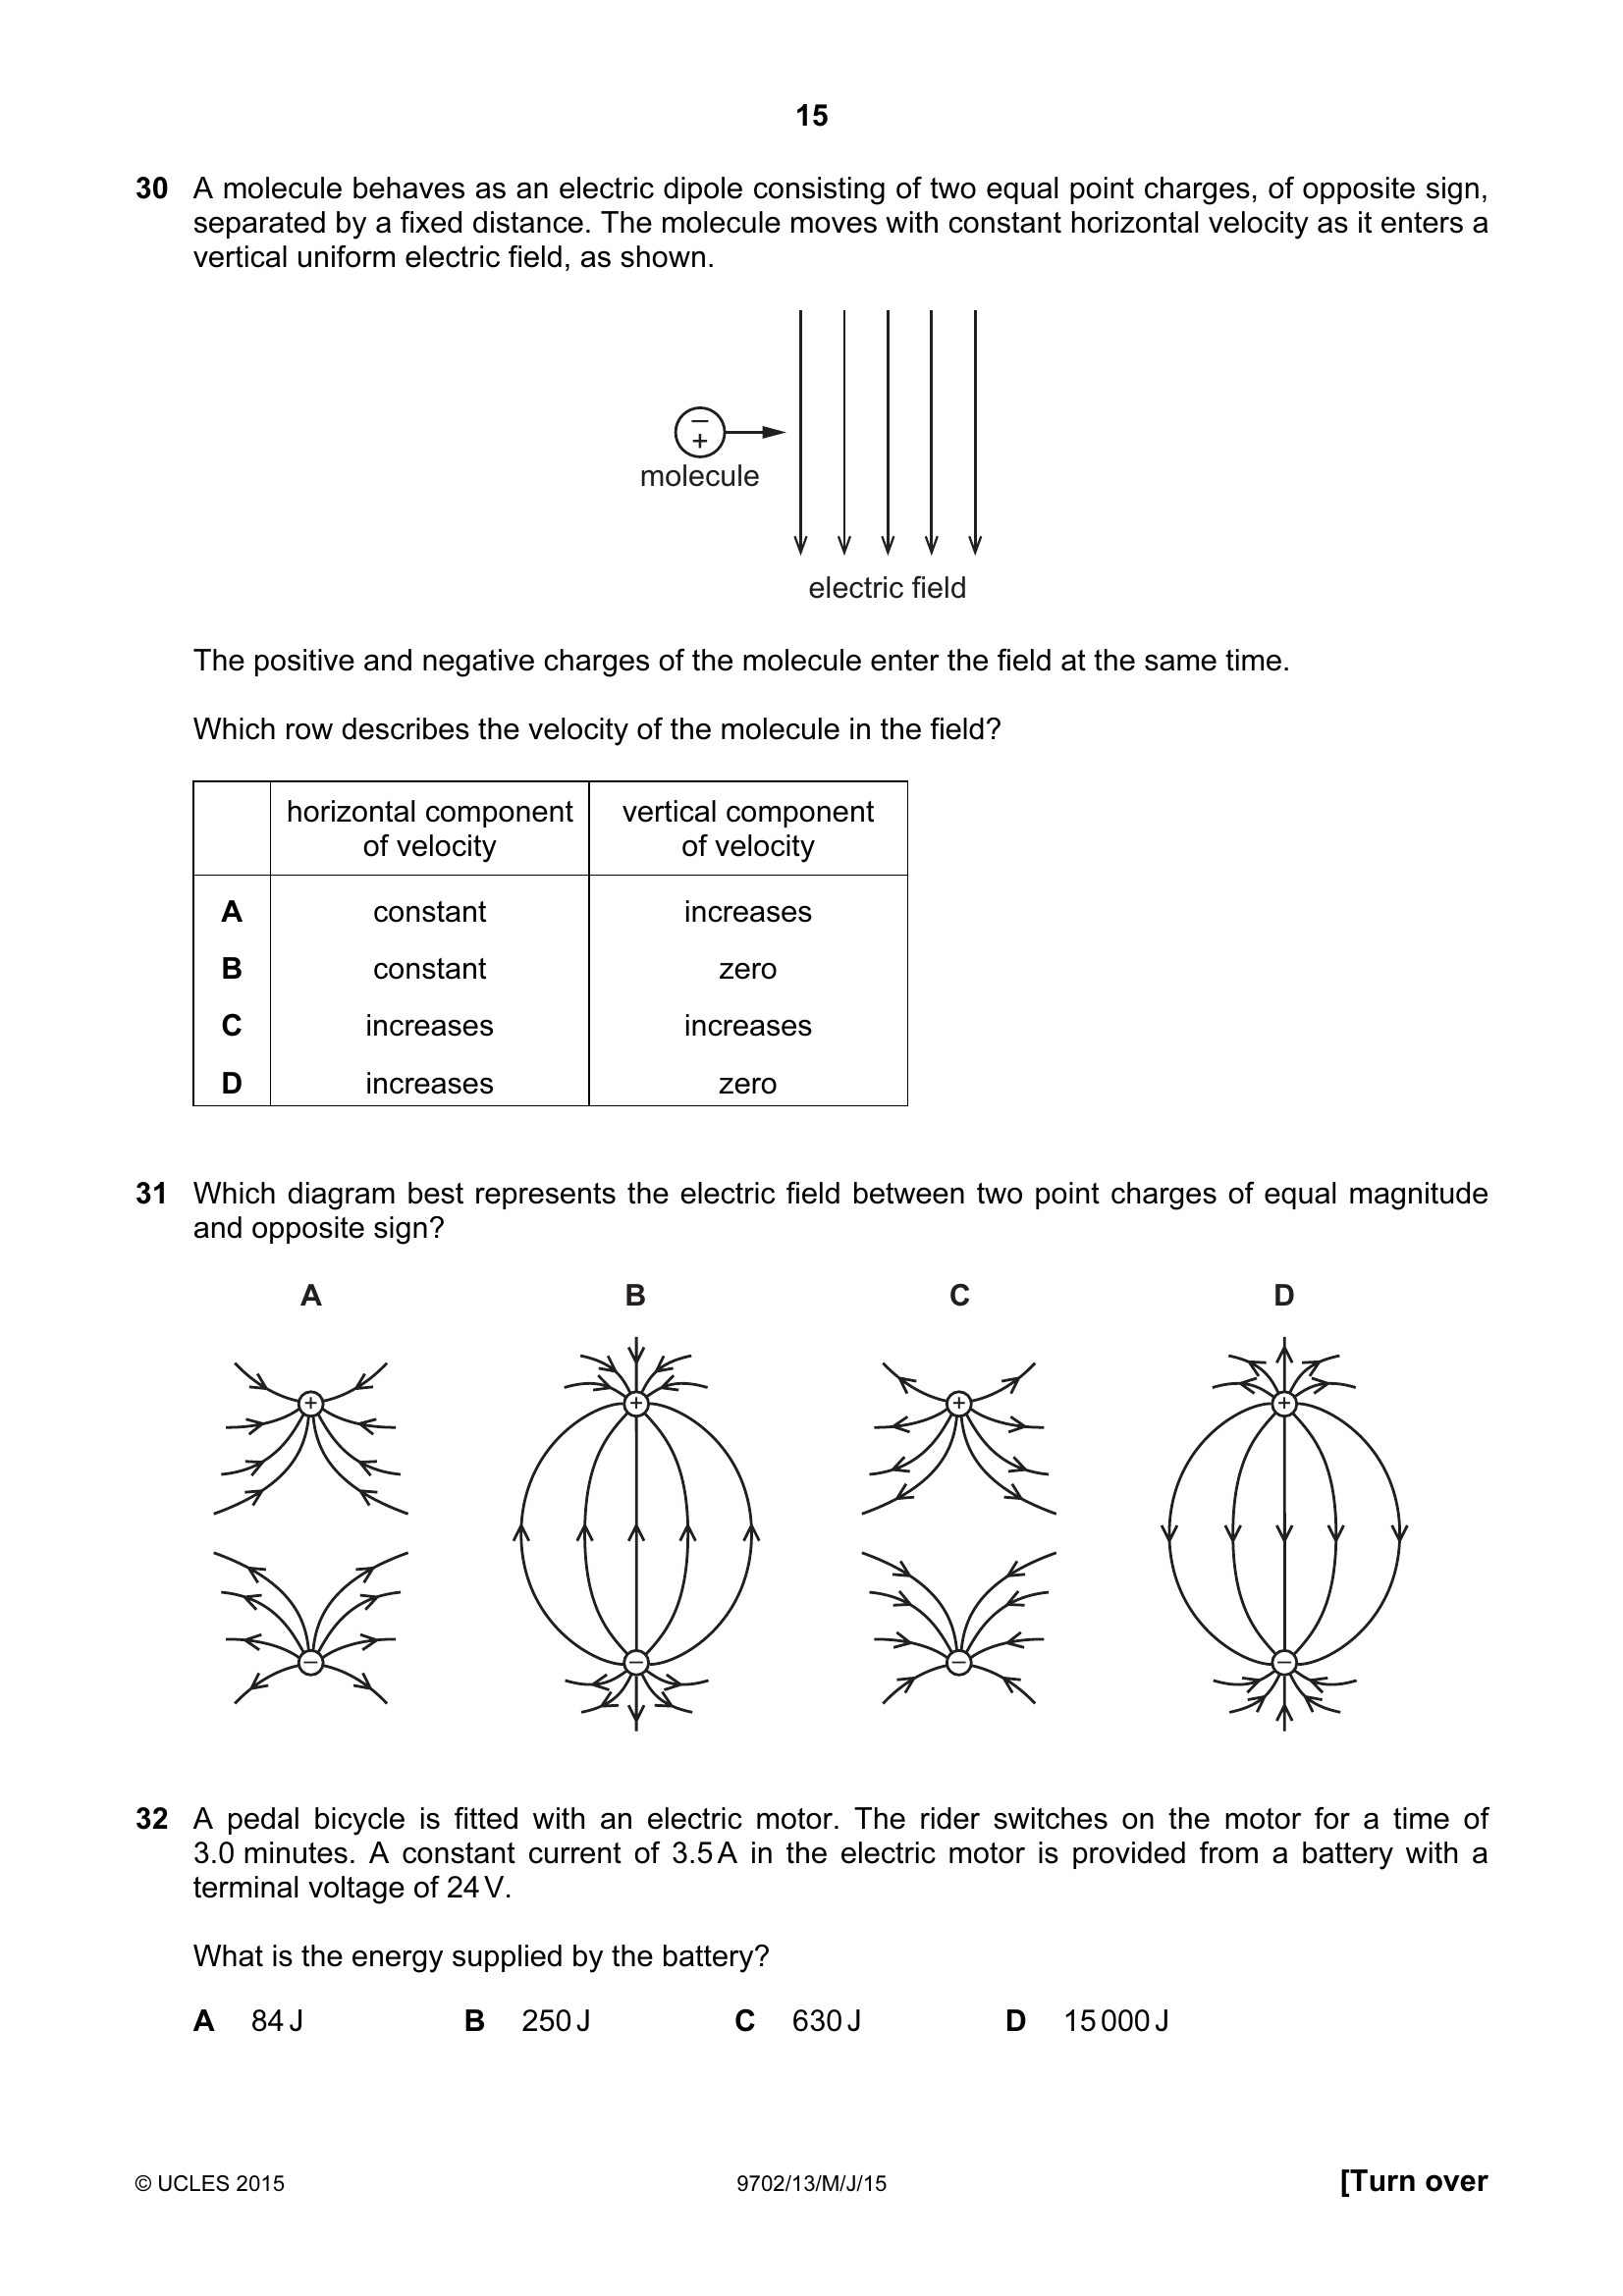 15
30 A molecule behaves as an electric dipole consisting of two equal point charges, of opposite sign,
separated by a fixed distance. The molecule moves with constant horizontal velocity as it enters a
vertical uniform electric field, as shown.
–
+
molecule
electric field
The positive and negative charges of the molecule enter the field at the same time.
Which row describes the velocity of the molecule in the field?
horizontal component of velocity vertical component of velocity
A constant increases
B constant zero
C increases increases
D increases zero
31 Which diagram best represents the electric field between two point charges of equal magnitude
and opposite sign?
A B C D
+ + + +
– – – –
32 A pedal bicycle is fitted with an electric motor. The rider switches on the motor for a time of
3.0 minutes. A constant current of 3.5 A in the electric motor is provided from a battery with a
terminal voltage of 24 V.
What is the energy supplied by the battery?
A 84 J B 250 J C 630 J D 15 000 J
© UCLES 2015 9702/13/M/J/15 [Turn over